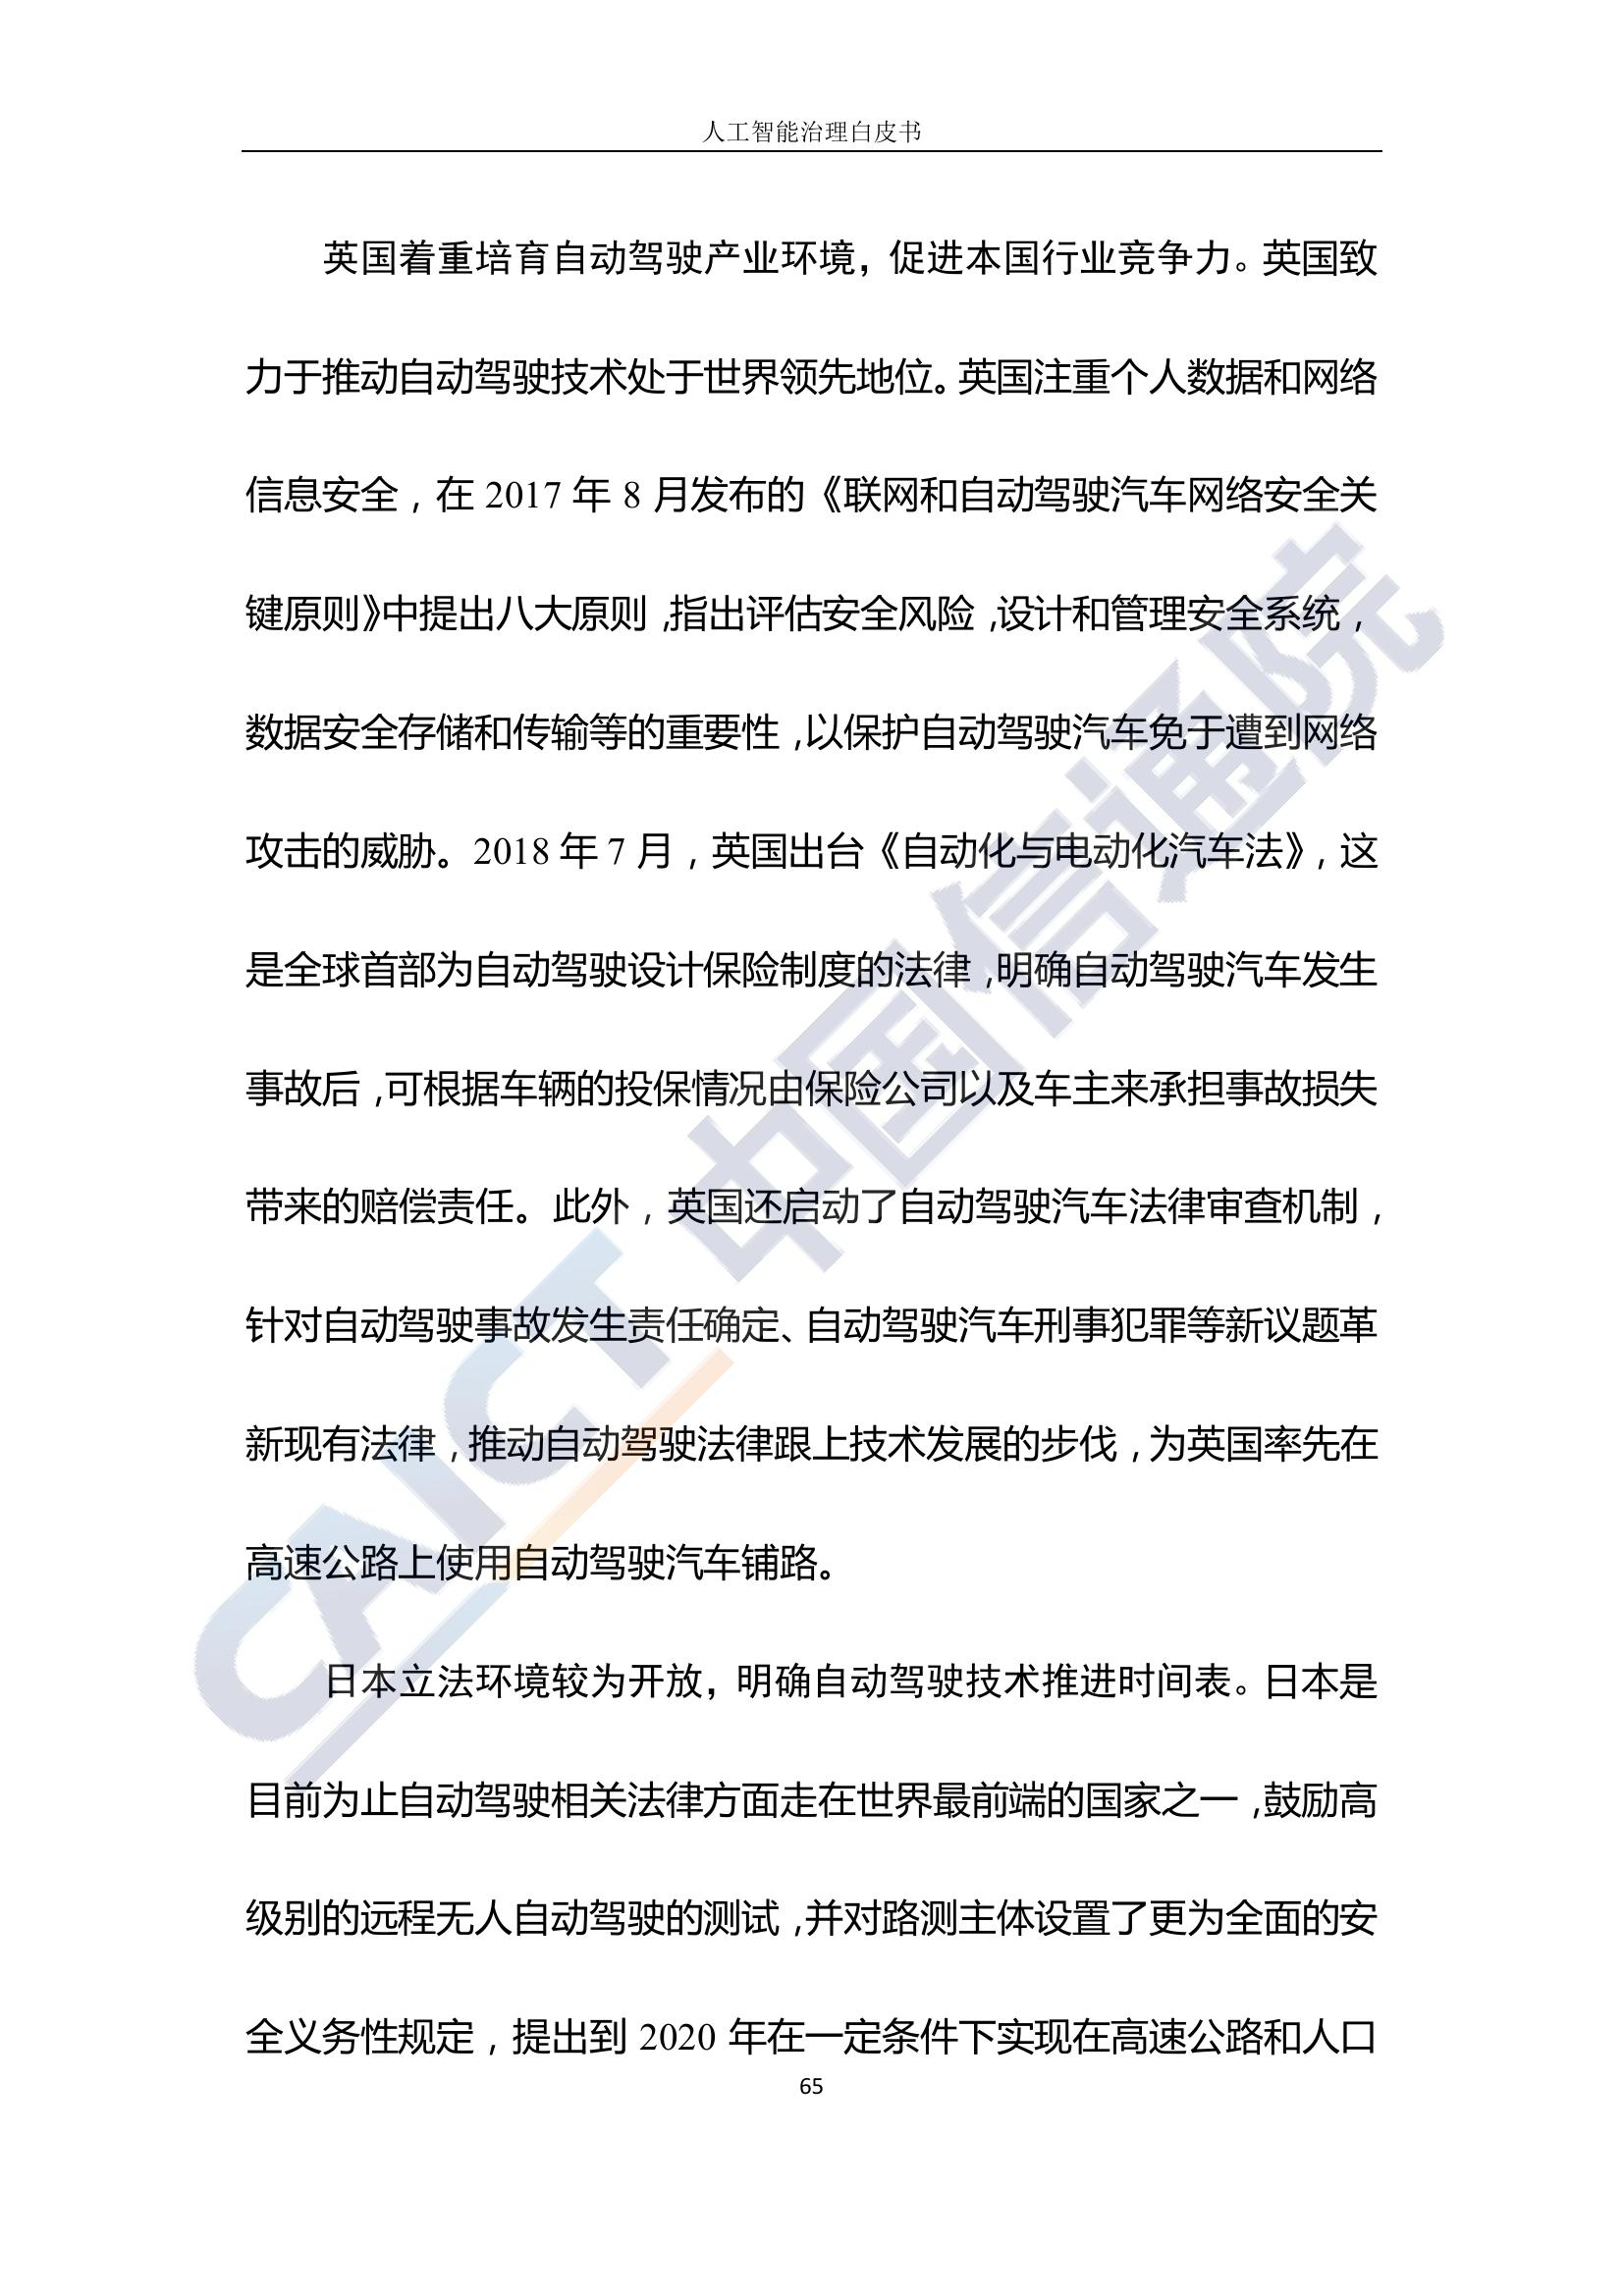 人工智能治理白皮书
英国着重培育自动驾驶产业环境，促进本国行业竞争力。英国致
力于推动自动驾驶技术处于世界领先地位。英国注重个人数据和网络
信息安全，在 2017 年 8 月发布的《联网和自动驾驶汽车网络安全关
键原则》中提出八大原则，指出评估安全风险，设计和管理安全系统，
数据安全存储和传输等的重要性，以保护自动驾驶汽车免于遭到网络
攻击的威胁。2018 年 7 月，英国出台《自动化与电动化汽车法》，这
是全球首部为自动驾驶设计保险制度的法律，明确自动驾驶汽车发生
事故后，可根据车辆的投保情况由保险公司以及车主来承担事故损失
带来的赔偿责任。此外，英国还启动了自动驾驶汽车法律审查机制，
针对自动驾驶事故发生责任确定、自动驾驶汽车刑事犯罪等新议题革
新现有法律，推动自动驾驶法律跟上技术发展的步伐，为英国率先在
高速公路上使用自动驾驶汽车铺路。
日本立法环境较为开放，明确自动驾驶技术推进时间表。日本是
目前为止自动驾驶相关法律方面走在世界最前端的国家之一，鼓励高
级别的远程无人自动驾驶的测试，并对路测主体设置了更为全面的安
全义务性规定，提出到 2020 年在一定条件下实现在高速公路和人口
65
CAICT 中国信通院